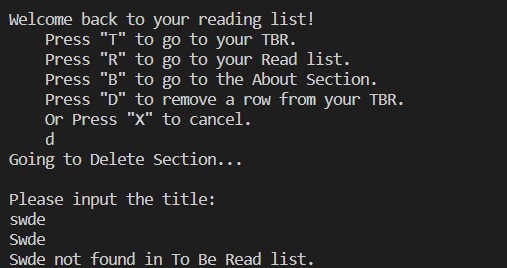 Welcome back to your reading list!
Press "T" to go to your TBR.
Press "R" to go to your Read list.
Press "B" to go to the About Section.
Press "D" to remove a row from your TBR.
Or Press "X" to cancel.
d
Going to Delete Section...
Please input the title:
swde
Swde
Swde not found in To Be Read list.